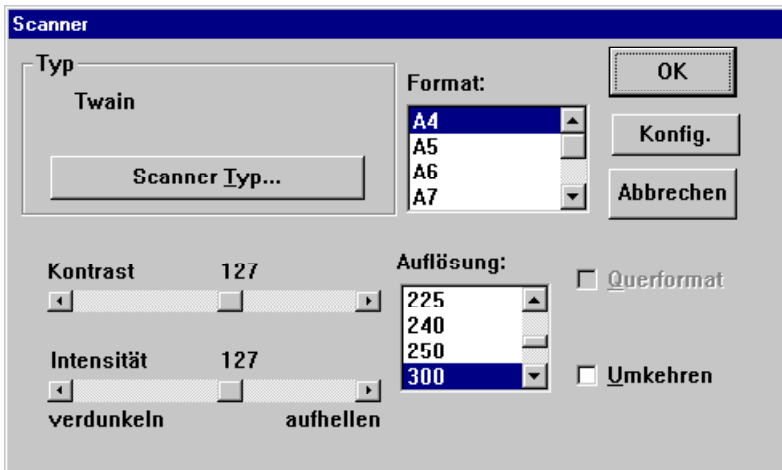 Scanner
Typ
Twain
Scanner Typ...
Format:
A4
A5
A6
A7
OK
Konfig.
Abbrechen
Kontrast 127
Intensität 127
verdunkeln aufhellen
Auflösung:
225
240
250
300
Querformat
Umkehren